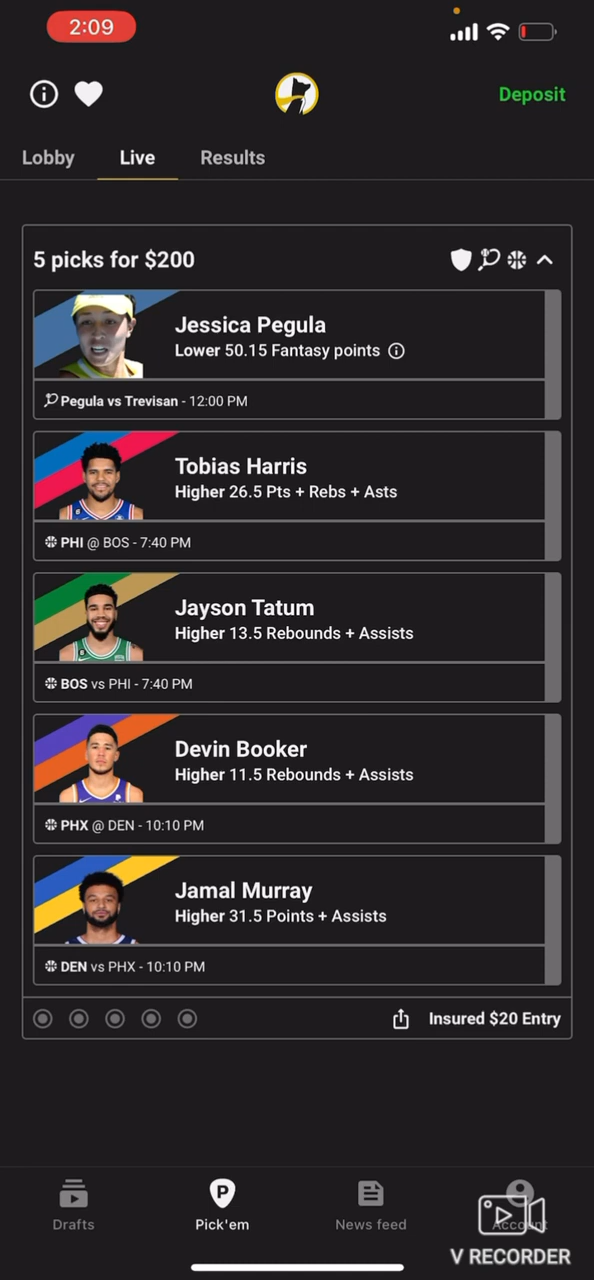 2:09
Deposit
Lobby Live Results
5 picks for $200
Jessica Pegula
Lower 50.15 Fantasy points
Pegula vs Trevisan - 12:00 PM
Tobias Harris
Higher 26.5 Pts + Rebs + Asts
PHI @ BOS - 7:40 PM
Jayson Tatum
Higher 13.5 Rebounds + Assists
BOS vs PHI - 7:40 PM
Devin Booker
Higher 11.5 Rebounds + Assists
PHX @ DEN - 10:10 PM
Jamal Murray
Higher 31.5 Points + Assists
DEN vs PHX - 10:10 PM
Insured $20 Entry
Drafts Pick'em News feed Account
V RECORDER